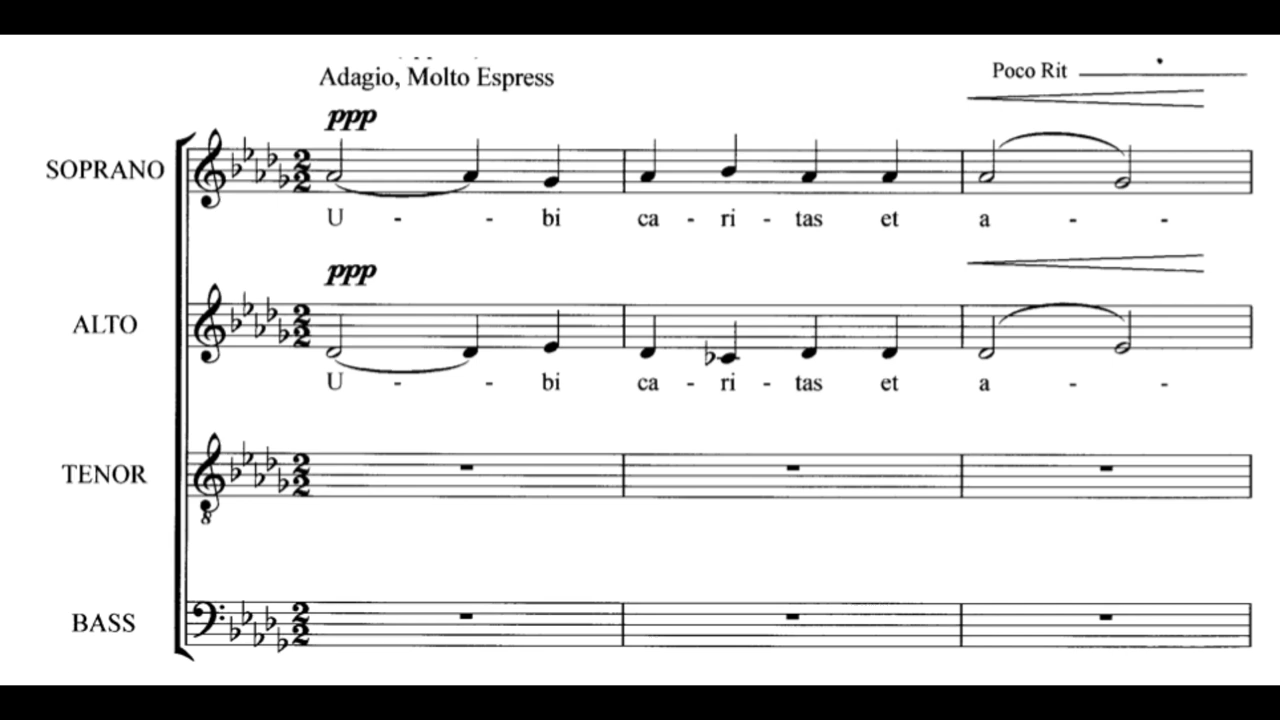 Adagio, Molto Espress
Poco Rit
ppp
SOPRANO
U - - bi ca - ri - tas et a - -
ppp
ALTO
U - - bi ca - ri - tas et a - -
TENOR
8
BASS